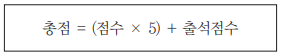 총점 = (점수 × 5) + 출석점수